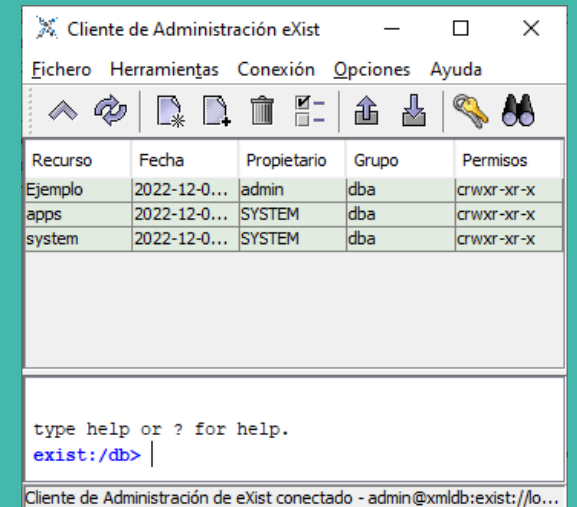 Cliente de Administración eXist
Fichero Herramientas Conexión Opciones Ayuda
Recurso Fecha Propietario Grupo Permisos
Ejemplo 2022-12-0... admin dba crwxr-xr-x
apps 2022-12-0... SYSTEM dba crwxr-xr-x
system 2022-12-0... SYSTEM dba crwxr-xr-x
type help or ? for help.
exist:/db>
Cliente de Administración de eXist conectado - admin@xmldb:exist://lo...